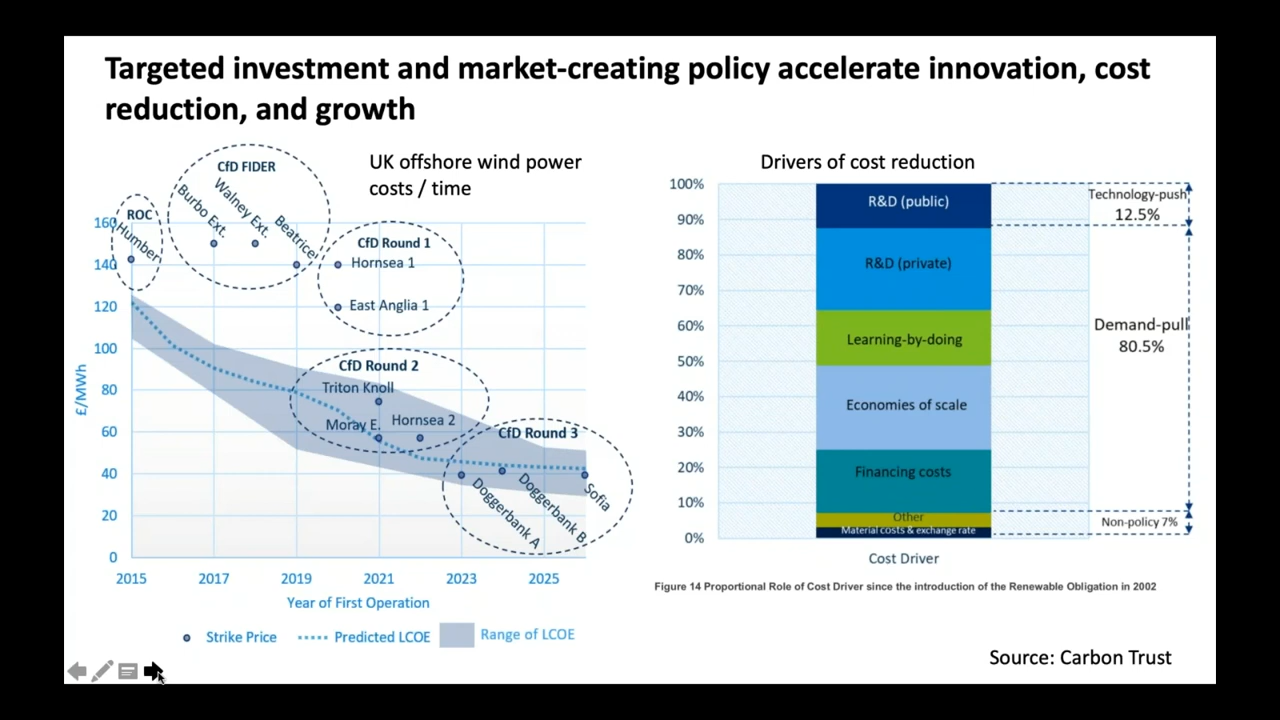 Targeted investment and market-creating policy accelerate innovation, cost
reduction, and growth
CfD FIDER
UK offshore wind power
costs / time
ROC
Humber
Burbo Ext.
Walney Ext.
Beatrice
CfD Round 1
Hornsea 1
East Anglia 1
CfD Round 2
Triton Knoll
Moray E.
Hornsea 2
CfD Round 3
Doggerbank A
Doggerbank B
Sofia
£/MWh
160
140
120
100
80
60
40
20
0
2015 2017 2019 2021 2023 2025
Year of First Operation
Strike Price Predicted LCOE Range of LCOE
Drivers of cost reduction
100%
90%
80%
70%
60%
50%
40%
30%
20%
10%
0%
R&D (public)
R&D (private)
Learning-by-doing
Economies of scale
Financing costs
Other
Material costs & exchange rate
Technology-push
12.5%
Demand-pull
80.5%
Non-policy 7%
Cost Driver
Figure 14 Proportional Role of Cost Driver since the introduction of the Renewable Obligation in 2002
Source: Carbon Trust